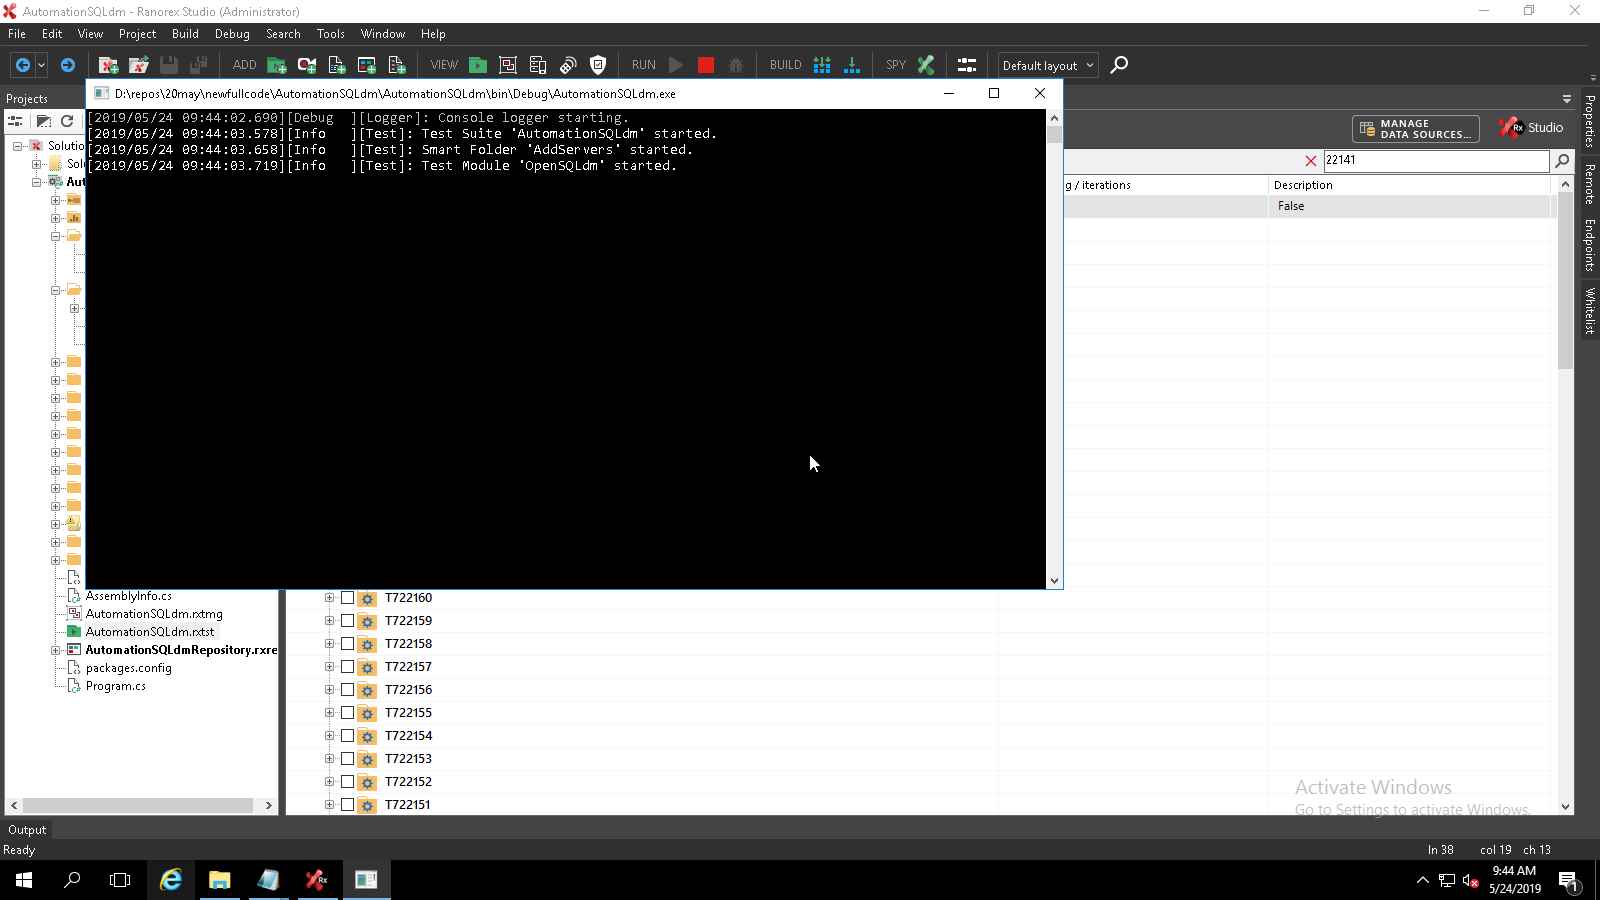 AutomationSQLdm - Ranorex Studio (Administrator)
File Edit View Project Build Debug Search Tools Window Help
ADD VIEW RUN BUILD SPY Default layout
D:\repos\20may\newfullcode\AutomationSQLdm\AutomationSQLdm\bin\Debug\AutomationSQLdm.exe
[2019/05/24 09:44:02.690][Debug  ][Logger]: Console logger starting.
[2019/05/24 09:44:03.578][Info   ][Test]: Test Suite 'AutomationSQLdm' started.
[2019/05/24 09:44:03.658][Info   ][Test]: Smart Folder 'AddServers' started.
[2019/05/24 09:44:03.719][Info   ][Test]: Test Module 'OpenSQLdm' started.
Projects
Solutio
Sol
Aut
AssemblyInfo.cs
AutomationSQLdm.rxtmg
AutomationSQLdm.rxtst
AutomationSQLdmRepository.rxre
packages.config
Program.cs
MANAGE
DATA SOURCES...
Rx Studio
22141
g / iterations Description
False
T722160
T722159
T722158
T722157
T722156
T722155
T722154
T722153
T722152
T722151
Properties
Remote
Endpoints
Whitelist
Activate Windows
Go to Settings to activate Windows.
Output
Ready ln 38 col 19 ch 13
Rx
9:44 AM
5/24/2019
1